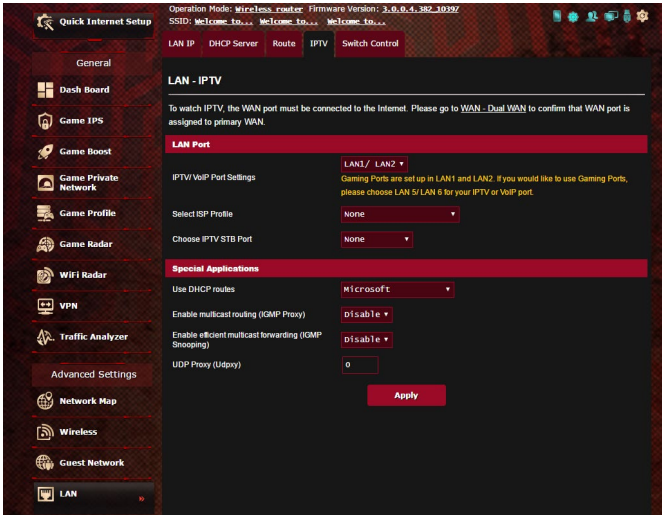 Quick Internet Setup
Operation Mode: Wireless router Firmware Version: 3.0.0.4.382_10397
SSID: Welcome to... Welcome to... Welcome to...
LAN IP DHCP Server Route IPTV Switch Control
General
Dash Board
Game IPS
Game Boost
Game Private
Network
Game Profile
Game Radar
WiFi Radar
VPN
Traffic Analyzer
Advanced Settings
Network Map
Wireless
Guest Network
LAN »
LAN - IPTV
To watch IPTV, the WAN port must be connected to the Internet. Please go to WAN - Dual WAN to confirm that WAN port is
assigned to primary WAN.
LAN Port
IPTV/ VoIP Port Settings
LAN1/ LAN2
Gaming Ports are set up in LAN1 and LAN2. If you would like to use Gaming Ports,
please choose LAN 5/ LAN 6 for your IPTV or VoIP port.
Select ISP Profile None
Choose IPTV STB Port None
Special Applications
Use DHCP routes Microsoft
Enable multicast routing (IGMP Proxy) Disable
Enable efficient multicast forwarding (IGMP
Snooping) Disable
UDP Proxy (Udpxy) 0
Apply